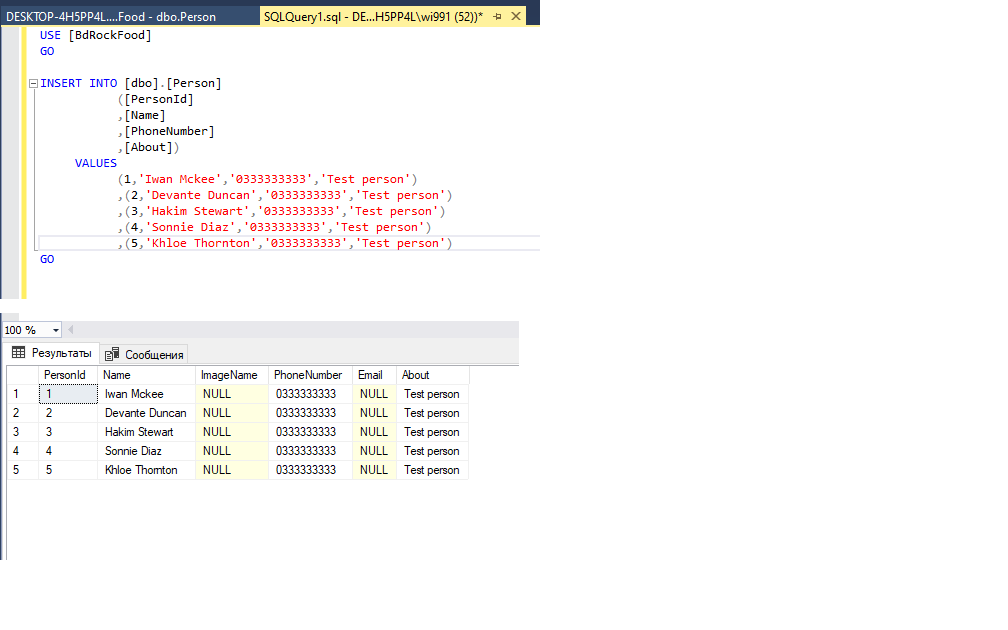 DESKTOP-4H5PP4L....Food - dbo.Person SQLQuery1.sql - DE...H5PP4L\wi991 (52))*
USE [BdRockFood]
GO
INSERT INTO [dbo].[Person]
([PersonId]
,[Name]
,[PhoneNumber]
,[About])
VALUES
(1,'Iwan Mckee','0333333333','Test person')
,(2,'Devante Duncan','0333333333','Test person')
,(3,'Hakim Stewart','0333333333','Test person')
,(4,'Sonnie Diaz','0333333333','Test person')
,(5,'Khloe Thornton','0333333333','Test person')
GO
100 %
Результаты Сообщения
PersonId Name ImageName PhoneNumber Email About
1 1 Iwan Mckee NULL 0333333333 NULL Test person
2 2 Devante Duncan NULL 0333333333 NULL Test person
3 3 Hakim Stewart NULL 0333333333 NULL Test person
4 4 Sonnie Diaz NULL 0333333333 NULL Test person
5 5 Khloe Thornton NULL 0333333333 NULL Test person